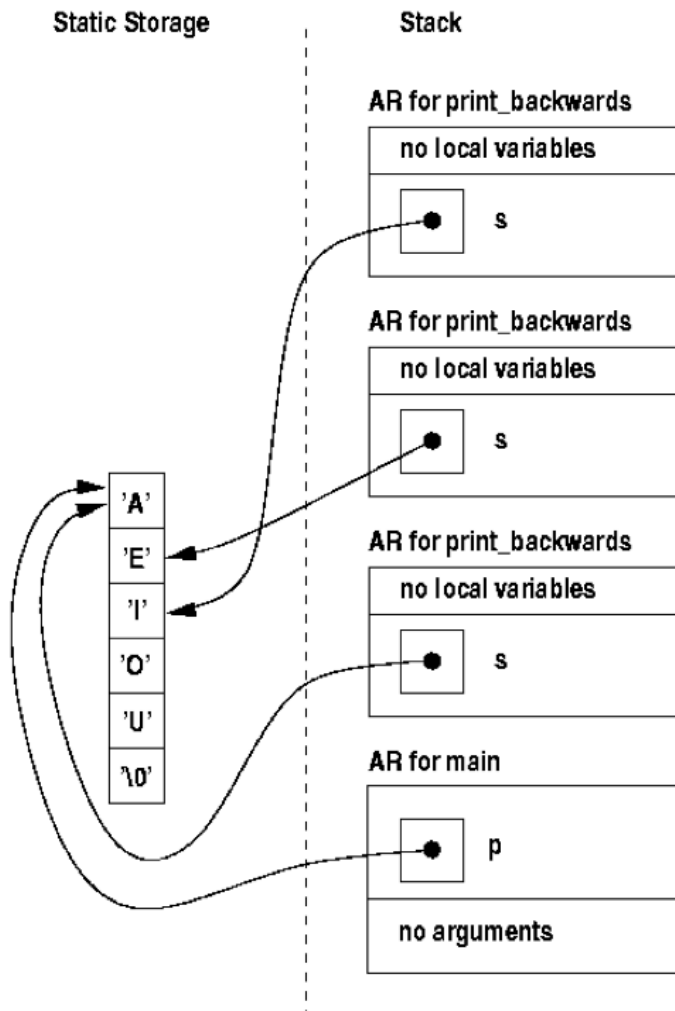 Static Storage
Stack
AR for print_backwards
no local variables
s
AR for print_backwards
no local variables
s
'A'
'E'
'I'
'O'
'U'
'\0'
AR for print_backwards
no local variables
s
AR for main
p
no arguments